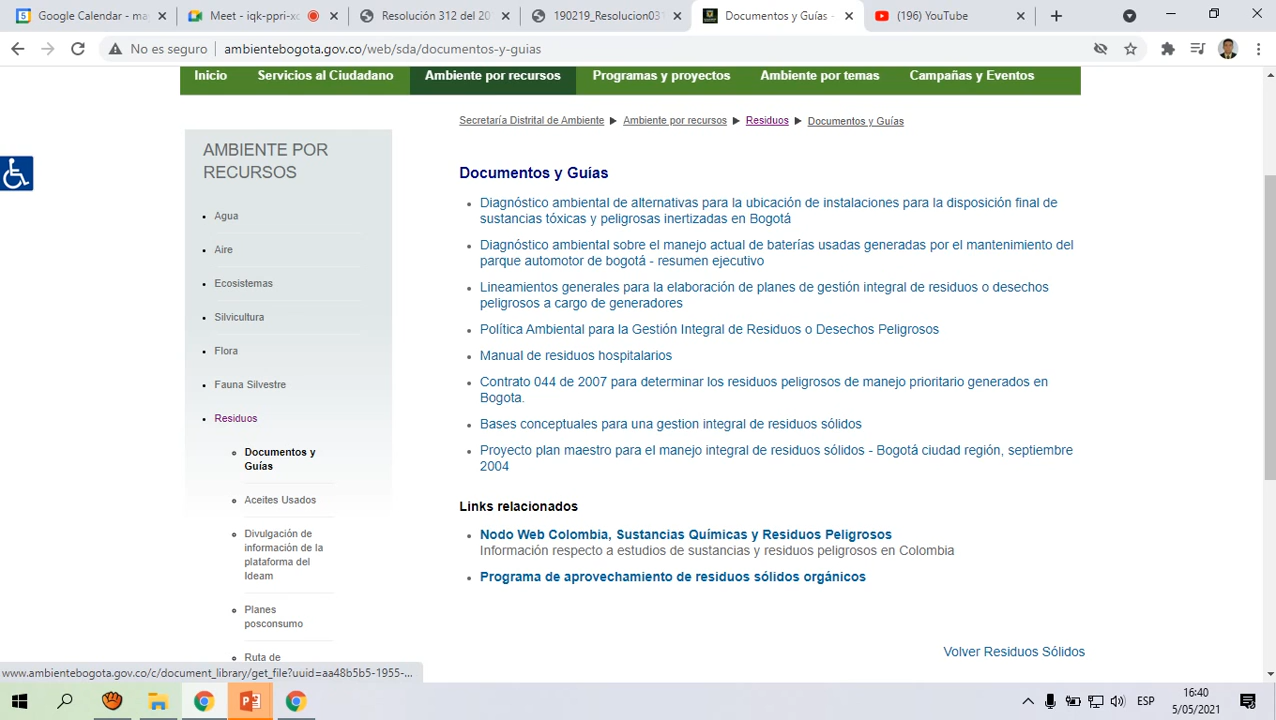 Google Calendar - ma
Meet - iqk-ppri-xc
Resolución 316 del 20
190219_Resolucion031
Documentos y Guías -
(196) YouTube
No es seguro
ambientebogota.gov.co/web/sda/documentos-y-guias
Inicio
Servicios al Ciudadano
Ambiente por recursos
Programas y proyectos
Ambiente por temas
Campañas y Eventos
Secretaría Distrital de Ambiente
Ambiente por recursos
Residuos
Documentos y Guías
AMBIENTE POR
RECURSOS
Agua
Aire
Ecosistemas
Silvicultura
Flora
Fauna Silvestre
Residuos
Documentos y
Guías
Aceites Usados
Divulgación de
información de la
plataforma del
Ideam
Planes
posconsumo
Ruta de
Documentos y Guías
Diagnóstico ambiental de alternativas para la ubicación de instalaciones para la disposición final de
sustancias tóxicas y peligrosas inertizadas en Bogotá
Diagnóstico ambiental sobre el manejo actual de baterías usadas generadas por el mantenimiento del
parque automotor de bogotá - resumen ejecutivo
Lineamientos generales para la elaboración de planes de gestión integral de residuos o desechos
peligrosos a cargo de generadores
Política Ambiental para la Gestión Integral de Residuos o Desechos Peligrosos
Manual de residuos hospitalarios
Contrato 044 de 2007 para determinar los residuos peligrosos de manejo prioritario generados en
Bogota.
Bases conceptuales para una gestion integral de residuos sólidos
Proyecto plan maestro para el manejo integral de residuos sólidos - Bogotá ciudad región, septiembre
2004
Links relacionados
Nodo Web Colombia, Sustancias Químicas y Residuos Peligrosos
Información respecto a estudios de sustancias y residuos peligrosos en Colombia
Programa de aprovechamiento de residuos sólidos orgánicos
Volver Residuos Sólidos
www.ambientebogota.gov.co/c/document_library/get_file?uuid=aa48b5b5-1955-...
ESP
16:40
5/05/2021